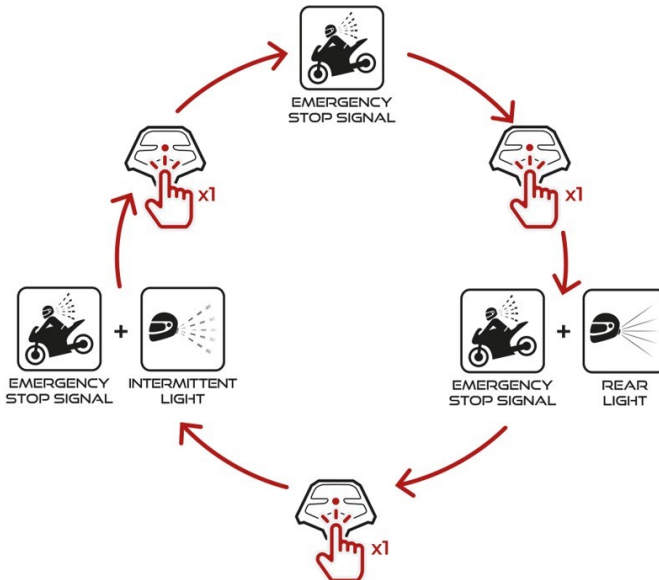 EMERGENCY
STOP SIGNAL
x1
x1
+
+
EMERGENCY
STOP SIGNAL
INTERMITTENT
LIGHT
EMERGENCY
STOP SIGNAL
REAR
LIGHT
x1